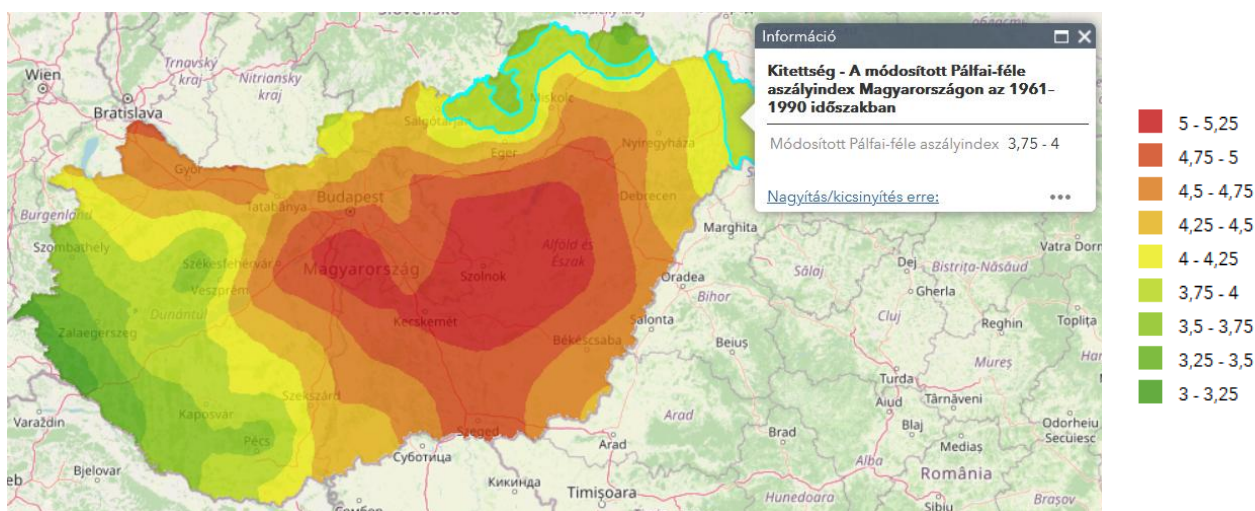 Slovensko
Wien
Trnavský
kraj
Nitriansky
kraj
Bratislava
Miskolc
Salgótarján
Eger
Nyíregyháza
Győr
Tatabánya
Budapest
Debrecen
Burgenland
Szombathely
Székesfehérvár
Magyarország
Alföld és
Észak
Szolnok
Veszprém
Dunántúl
Zalaegerszeg
Kecskemét
Békéscsaba
Kaposvár
Szekszárd
Pécs
Szeged
Varaždin
Bjelovar
Суботица
Кикинда
Сомбор
Timișoara
Arad
Arad
Marghita
Oradea
Bihor
Salonta
Beiuș
Sălaj
Dej
Bistrița-Năsăud
Gherla
Vatra Dorn
Cluj
Reghin
Toplița
Mureș
Turda
Aiud
Târnăveni
Blaj
Mediaș
Odorheiu
Secuiesc
Alba
Brad
România
Hunedoara
Sibiu
Brașov
Információ
Kitettség - A módosított Pálfai-féle
aszályindex Magyarországon az 1961–
1990 időszakban
Módosított Pálfai-féle aszályindex 3,75 - 4
Nagyítás/kicsinyítés erre:
5 - 5,25
4,75 - 5
4,5 - 4,75
4,25 - 4,5
4 - 4,25
3,75 - 4
3,5 - 3,75
3,25 - 3,5
3 - 3,25